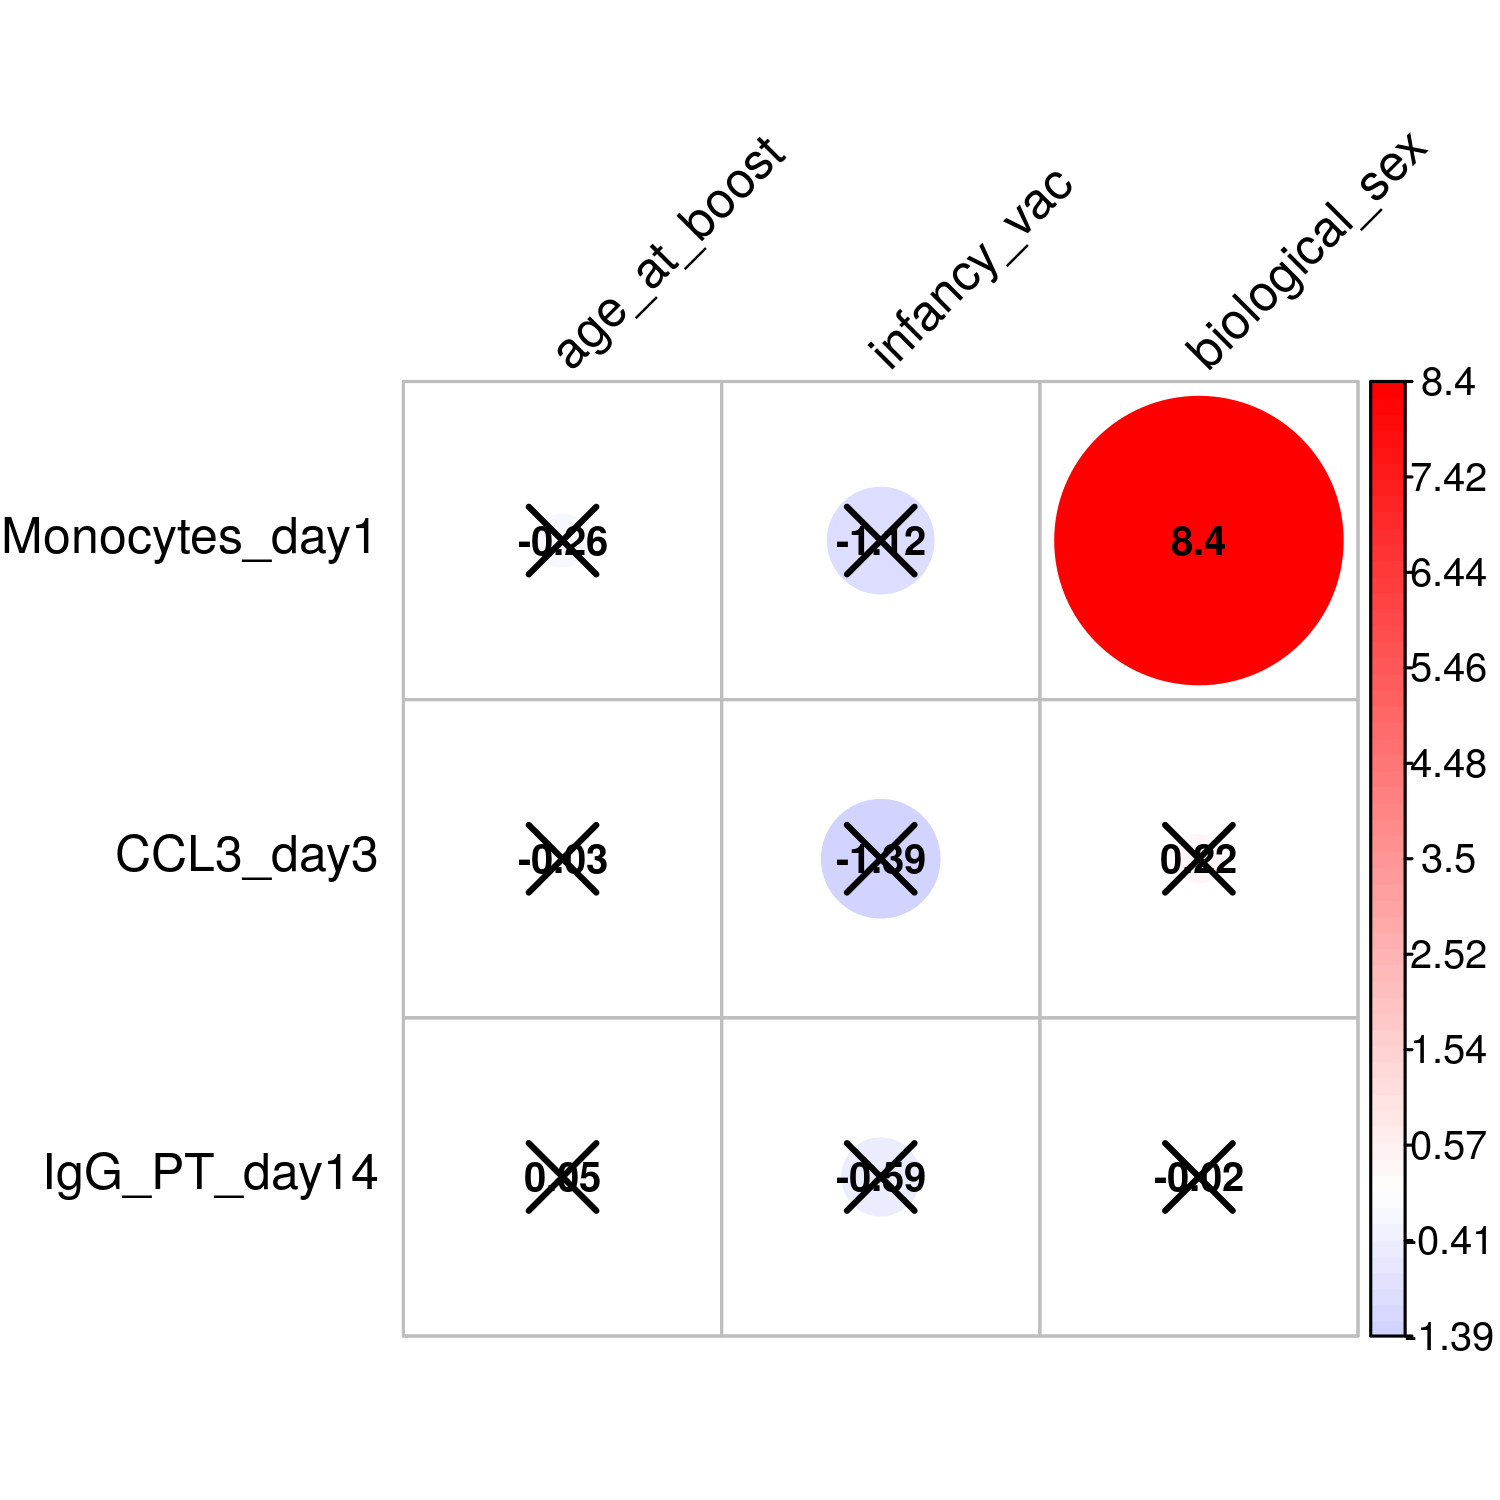 age_at_boost infancy_vac biological_sex
Monocytes_day1 -0.26 -1.12 8.4
CCL3_day3 -0.03 -1.39 0.22
IgG_PT_day14 0.05 -0.59 -0.02
8.4
7.42
6.44
5.46
4.48
3.5
2.52
1.54
0.57
-0.41
-1.39